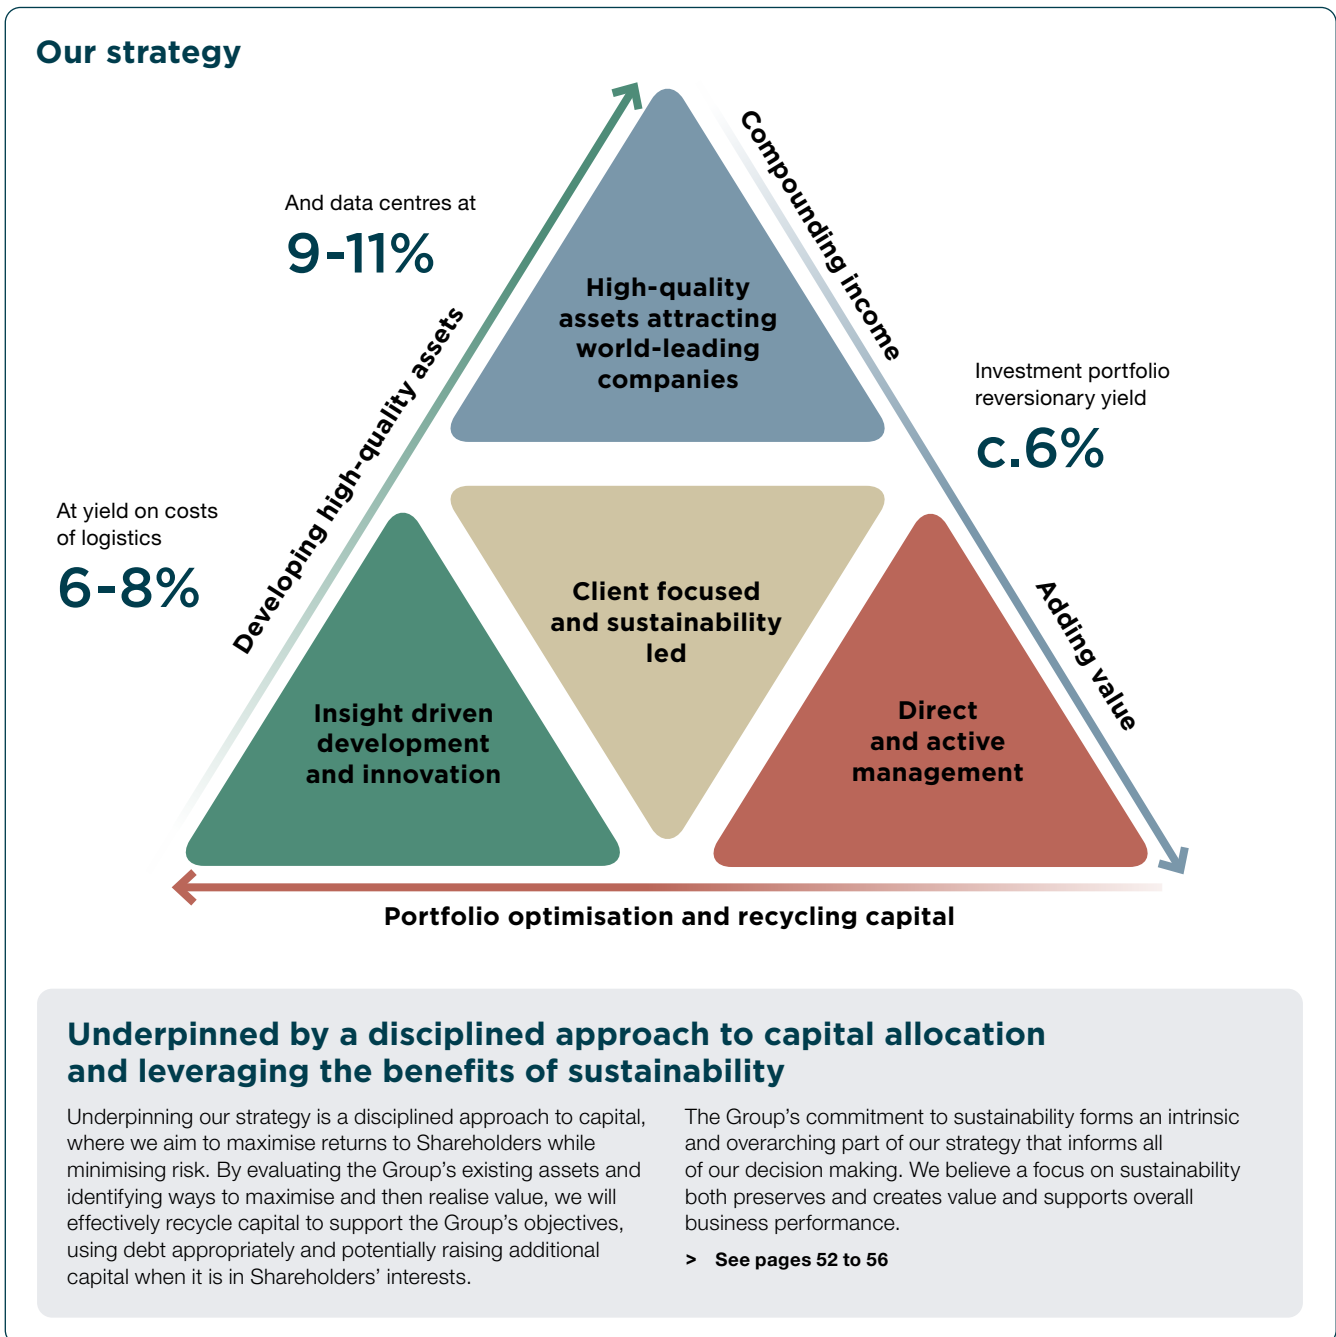 Our strategy
And data centres at
9-11%
Developing high-quality assets
At yield on costs
of logistics
6-8%
Compounding income
Investment portfolio
reversionary yield
c.6%
Adding value
High-quality
assets attracting
world-leading
companies
Client focused
and sustainability
led
Insight driven
development
and innovation
Direct
and active
management
Portfolio optimisation and recycling capital
Underpinned by a disciplined approach to capital allocation
and leveraging the benefits of sustainability
Underpinning our strategy is a disciplined approach to capital,
where we aim to maximise returns to Shareholders while
minimising risk. By evaluating the Group's existing assets and
identifying ways to maximise and then realise value, we will
effectively recycle capital to support the Group's objectives,
using debt appropriately and potentially raising additional
capital when it is in Shareholders' interests.
The Group's commitment to sustainability forms an intrinsic
and overarching part of our strategy that informs all
of our decision making. We believe a focus on sustainability
both preserves and creates value and supports overall
business performance.
> See pages 52 to 56